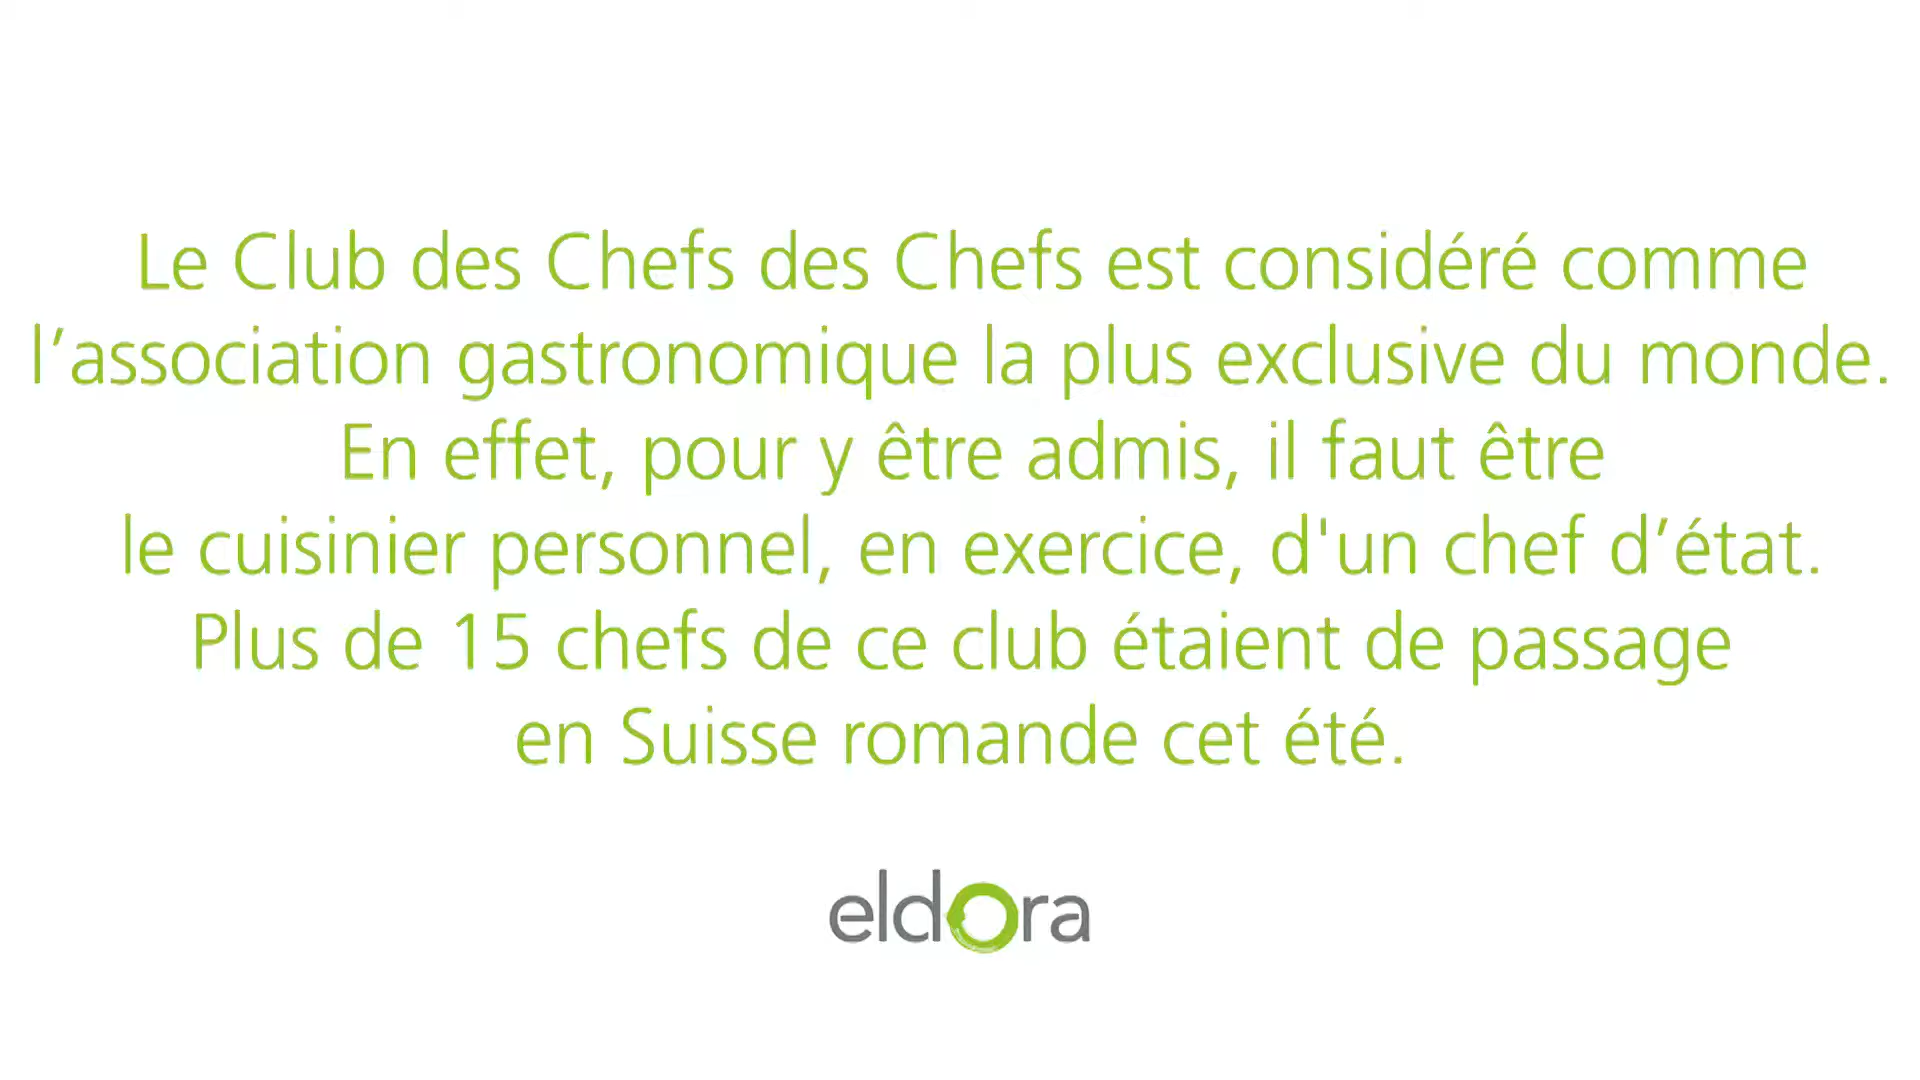 Le Club des Chefs des Chefs est considéré comme
l’association gastronomique la plus exclusive du monde.
En effet, pour y être admis, il faut être
le cuisinier personnel, en exercice, d'un chef d’état.
Plus de 15 chefs de ce club étaient de passage
en Suisse romande cet été.
eldora